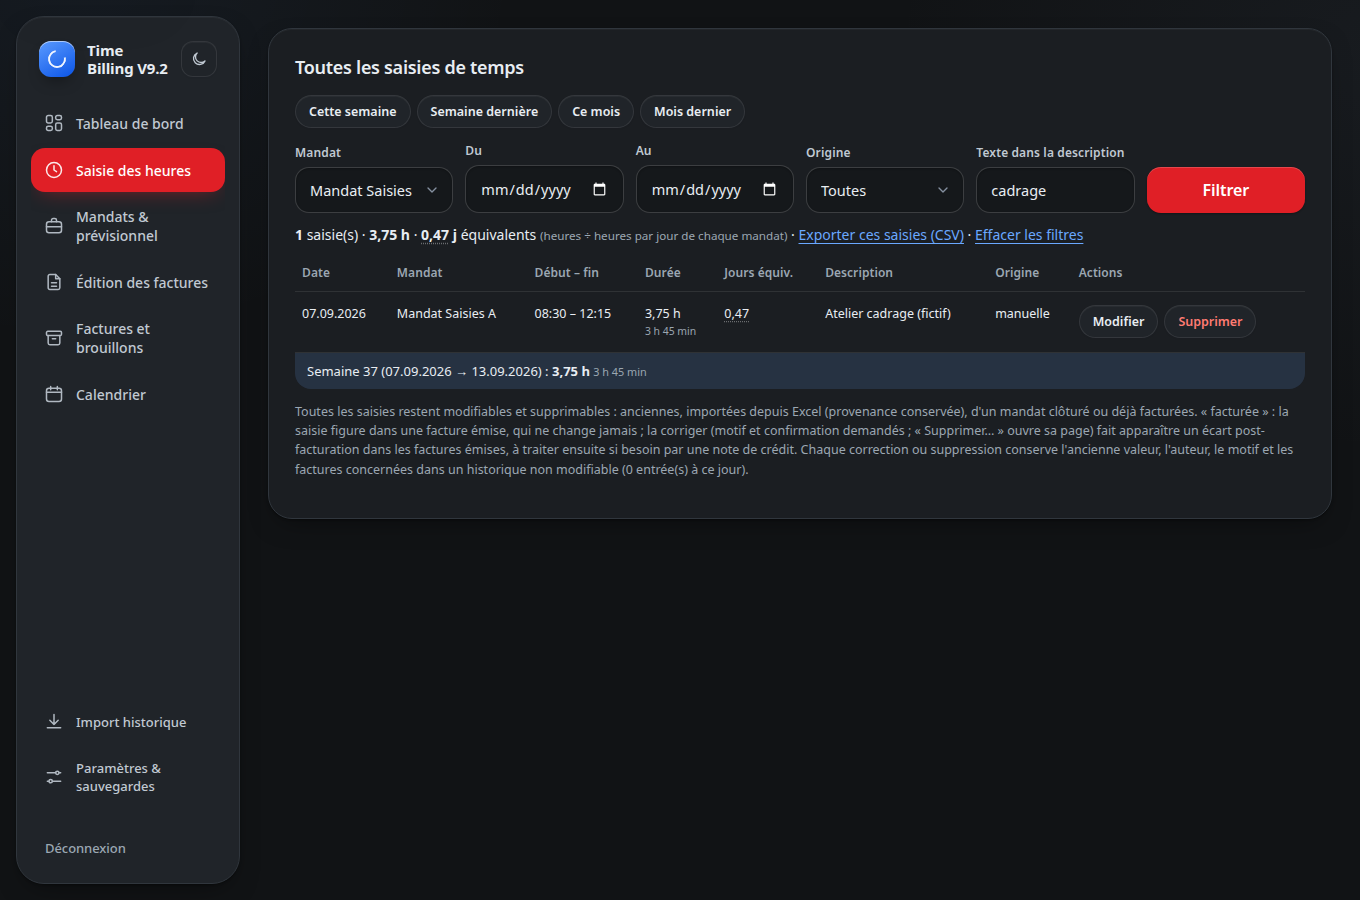 Time
Billing V9.2
Tableau de bord
Saisie des heures
Mandats &
prévisionnel
Édition des factures
Factures et
brouillons
Calendrier
Import historique
Paramètres &
sauvegardes
Déconnexion
Toutes les saisies de temps
Cette semaine Semaine dernière Ce mois Mois dernier
Mandat Du Au Origine Texte dans la description
Mandat Saisies mm/dd/yyyy mm/dd/yyyy Toutes cadrage Filtrer
1 saisie(s) · 3,75 h · 0,47 j équivalents (heures ÷ heures par jour de chaque mandat) · Exporter ces saisies (CSV) · Effacer les filtres
Date Mandat Début – fin Durée Jours équiv. Description Origine Actions
07.09.2026 Mandat Saisies A 08:30 – 12:15 3,75 h 0,47 Atelier cadrage (fictif) manuelle Modifier Supprimer
3 h 45 min
Semaine 37 (07.09.2026 → 13.09.2026) : 3,75 h 3 h 45 min
Toutes les saisies restent modifiables et supprimables : anciennes, importées depuis Excel (provenance conservée), d'un mandat clôturé ou déjà facturées. « facturée » : la
saisie figure dans une facture émise, qui ne change jamais ; la corriger (motif et confirmation demandés ; « Supprimer… » ouvre sa page) fait apparaître un écart post-
facturation dans les factures émises, à traiter ensuite si besoin par une note de crédit. Chaque correction ou suppression conserve l'ancienne valeur, l'auteur, le motif et les
factures concernées dans un historique non modifiable (0 entrée(s) à ce jour).